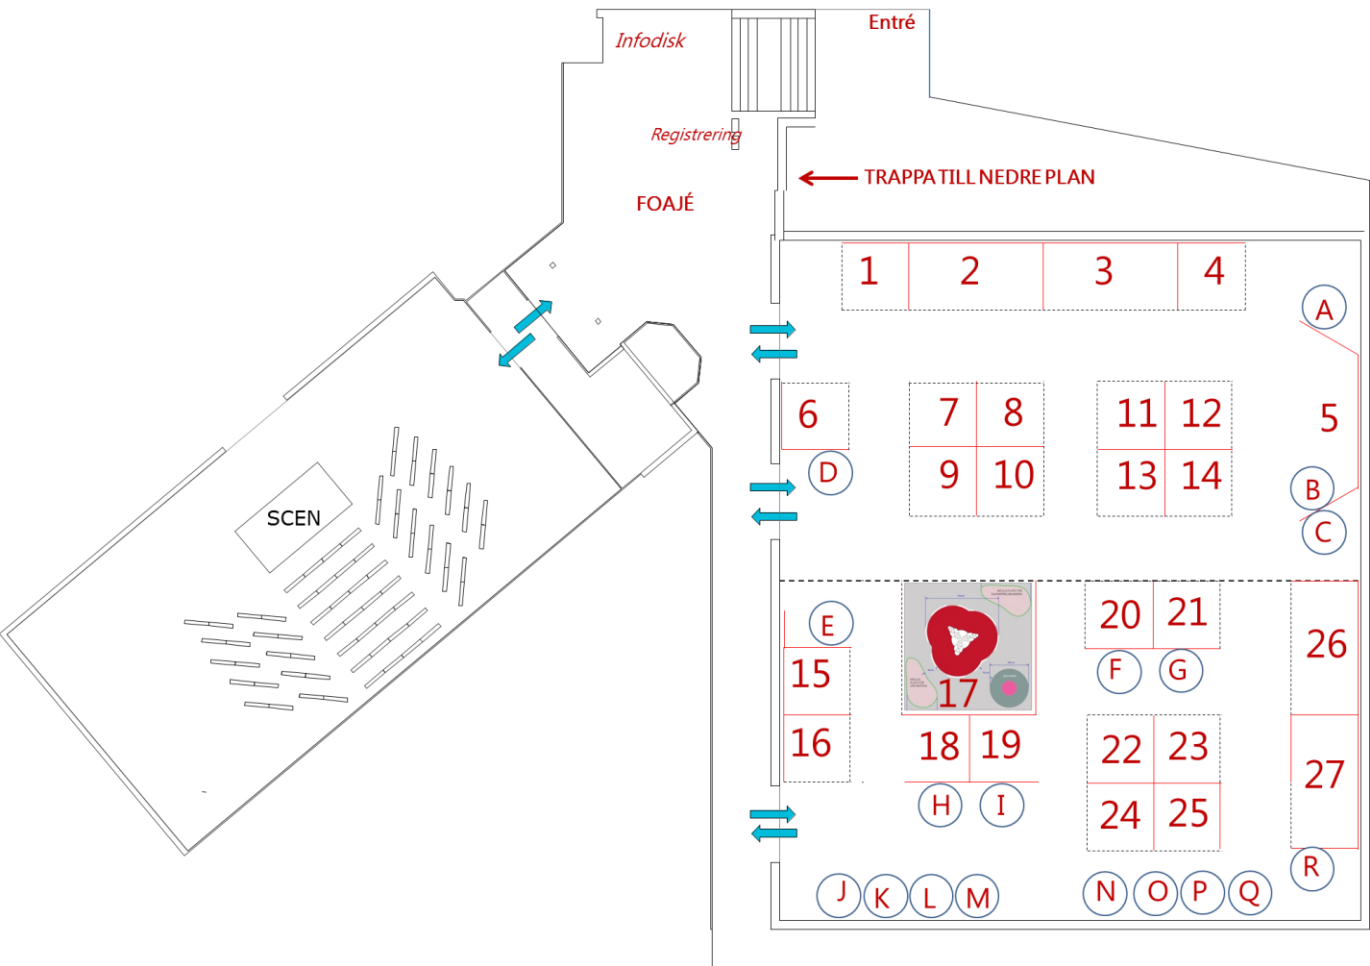 Entré
Infodisk
Registrering
TRAPPA TILL NEDRE PLAN
FOAJÉ
1 2 3 4
A
6 7 8 11 12 5
D 9 10 13 14 B
C
SCEN
E 20 21 26
15 17 F G
16 18 19 22 23 27
H I 24 25
R
J K L M N O P Q